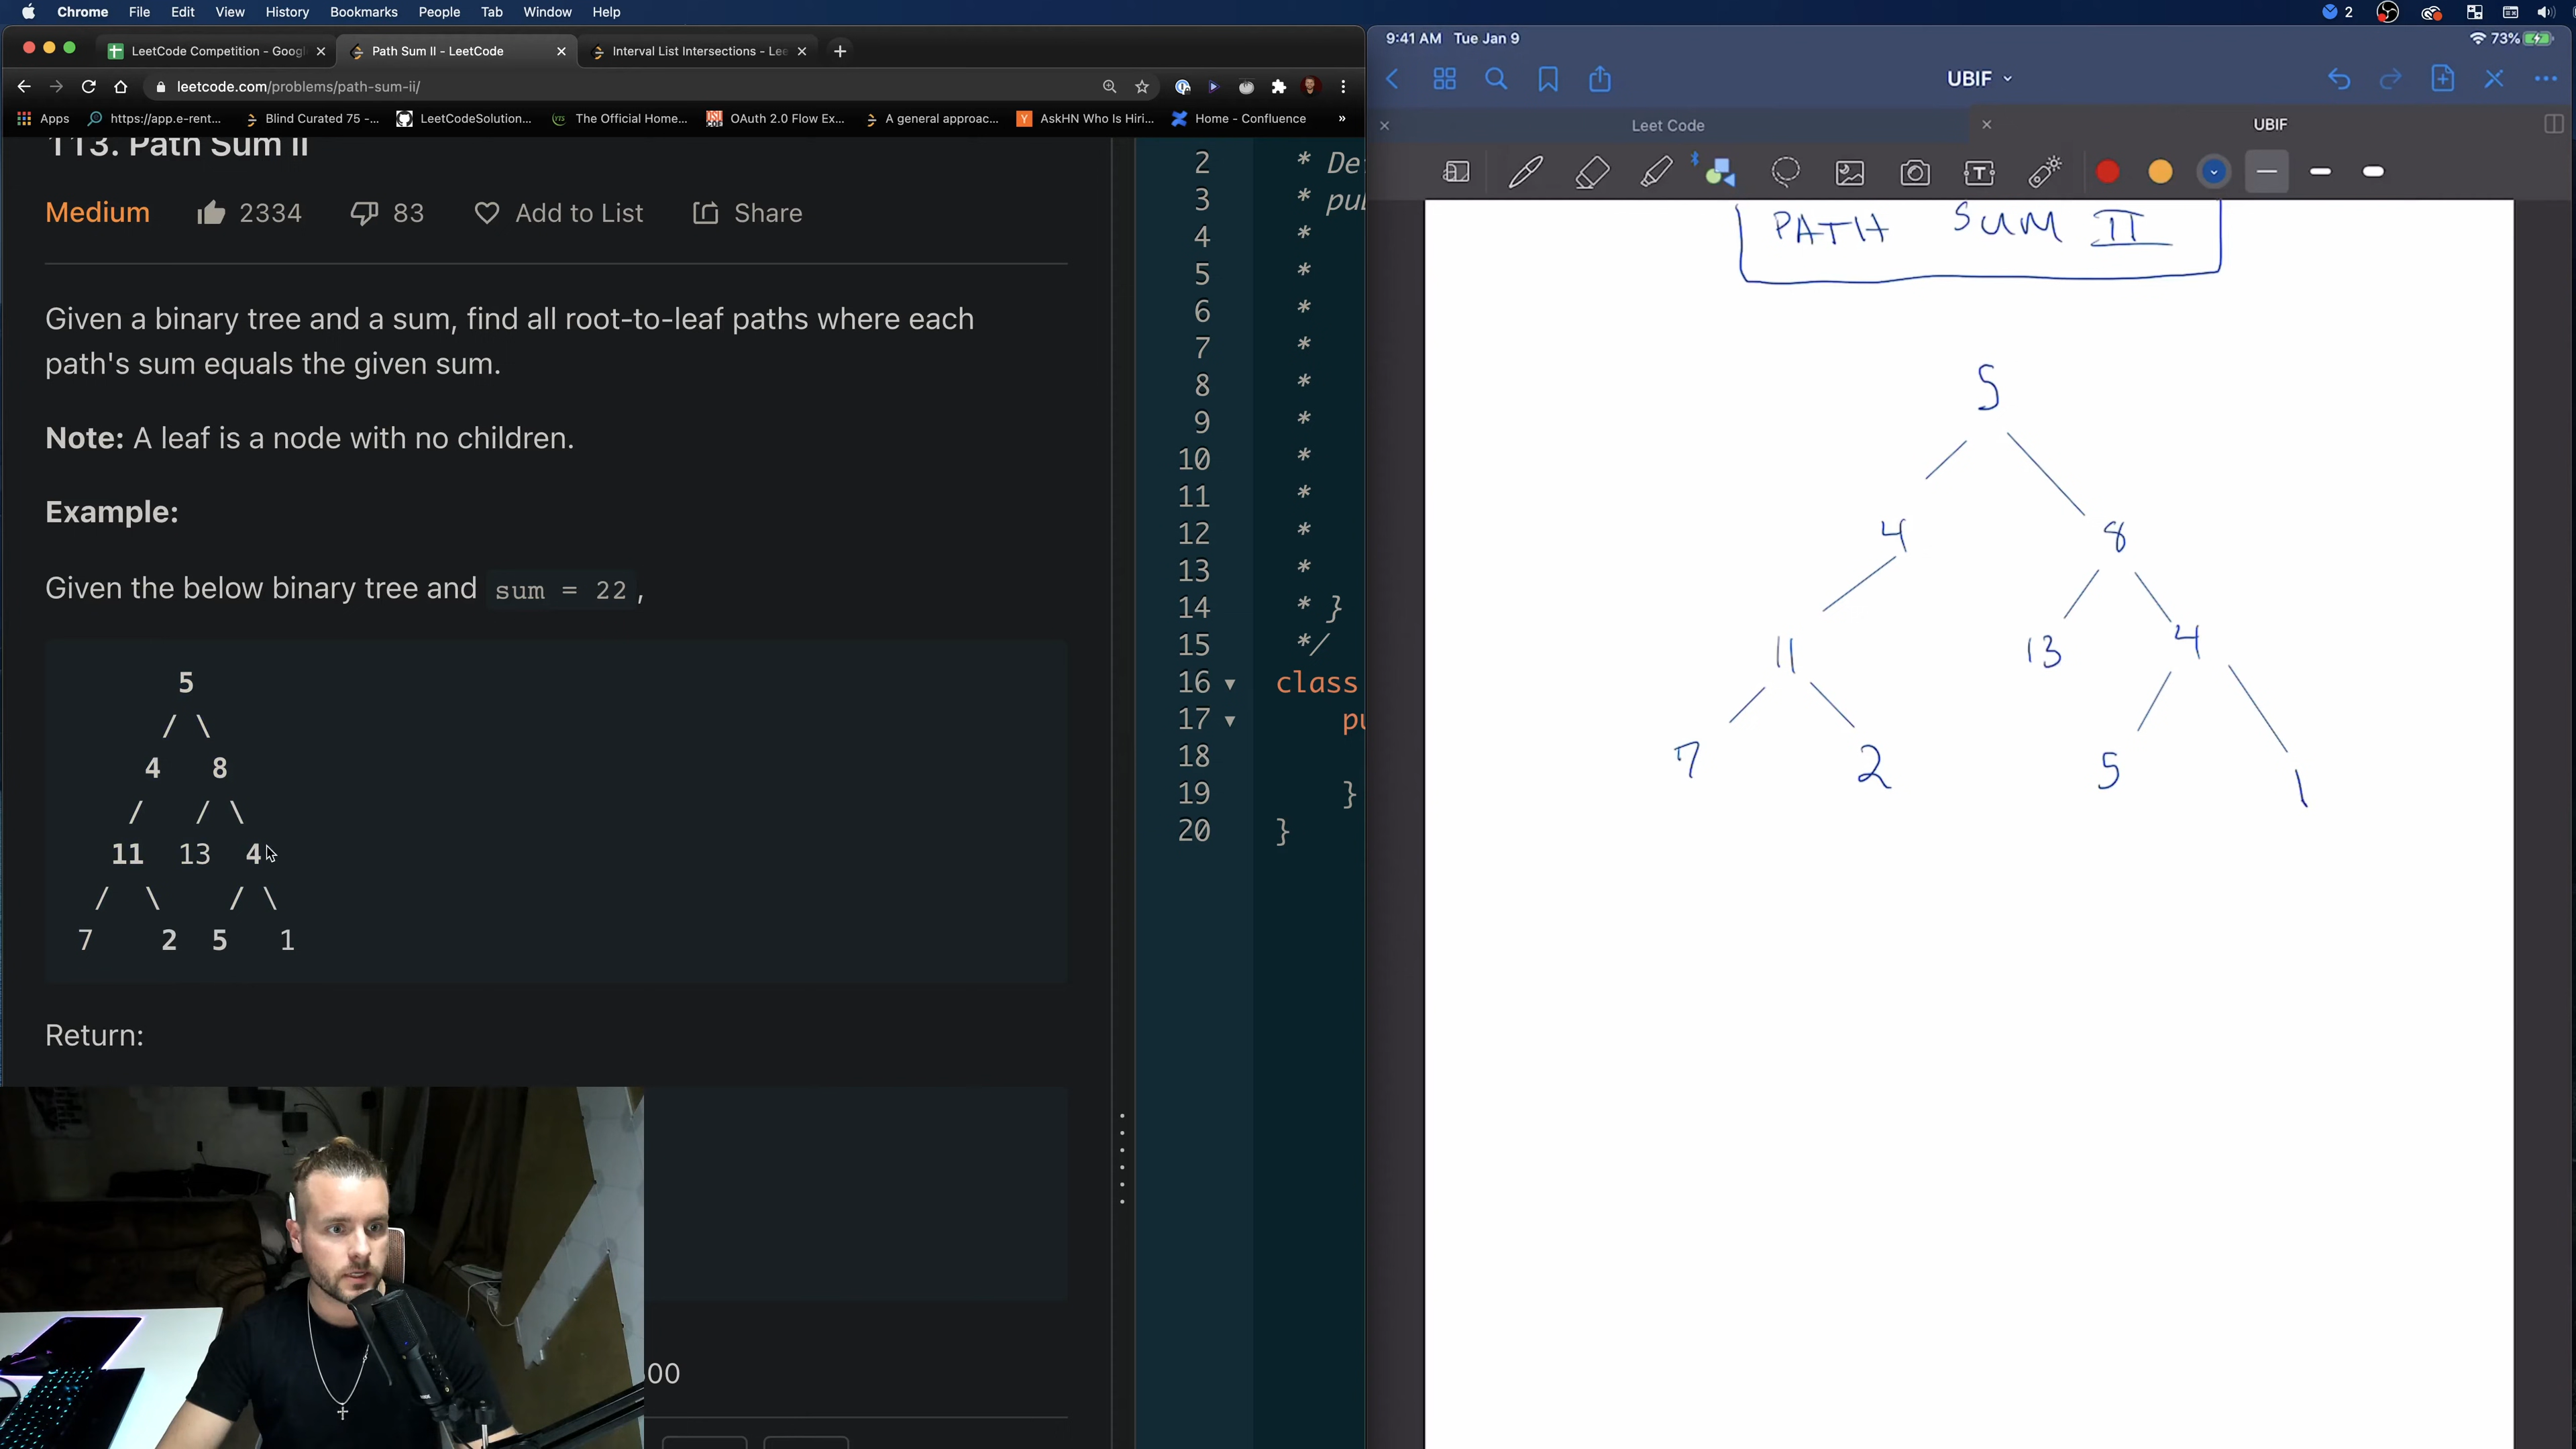 Chrome File Edit View History Bookmarks People Tab Window Help
2
LeetCode Competition - Googl
Path Sum II - LeetCode
Interval List Intersections - Lee
leetcode.com/problems/path-sum-ii/
Apps
https://app.e-rent...
Blind Curated 75 -...
LeetCodeSolution...
The Official Home...
OAuth 2.0 Flow Ex...
A general approac...
AskHN Who Is Hiri...
Home - Confluence
»
113. Path Sum II
Medium 2334 83 Add to List Share
Given a binary tree and a sum, find all root-to-leaf paths where each
path's sum equals the given sum.
Note: A leaf is a node with no children.
Example:
Given the below binary tree and sum = 22,
5
/ \
4 8
/ / \
11 13 4
/ \ / \
7 2 5 1
Return:
00
2 * De
3 * pub
4 *
5 *
6 *
7 *
8 *
9 *
10 *
11 *
12 *
13 *
14 * }
15 */
16 class
17 pu
18
19 }
20 }
9:41 AM Tue Jan 9
73%
UBIF
Leet Code
UBIF
PATH SUM II
5
4 8
11 13 4
7 2 5 1